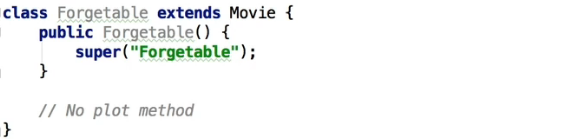 class Forgetable extends Movie {
    public Forgetable() {
        super("Forgetable");
    }

    // No plot method
}